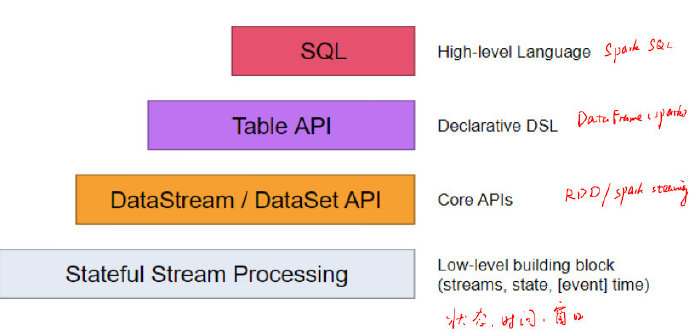 SQL
High-level Language
Spark SQL
Table API
Declarative DSL
DataFrame (spark)
DataStream / DataSet API
Core APIs
RDD/spark steaming
Stateful Stream Processing
Low-level building block
(streams, state, [event] time)
状态、时间、窗口